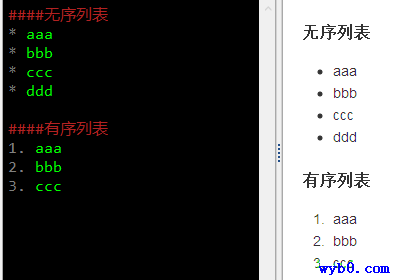 ####无序列表
* aaa
* bbb
* ccc
* ddd
####有序列表
1. aaa
2. bbb
3. ccc
无序列表
• aaa
• bbb
• ccc
• ddd
有序列表
1. aaa
2. bbb
3. ccc
wyb0.com